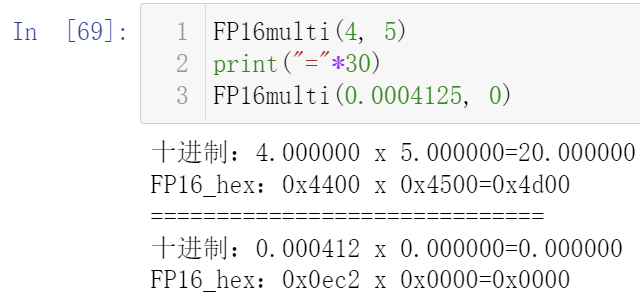 In [69]:
1 FP16multi(4, 5)
2 print("="*30)
3 FP16multi(0.0004125, 0)
十进制：4.000000 x 5.000000=20.000000
FP16_hex：0x4400 x 0x4500=0x4d00
==============================
十进制：0.000412 x 0.000000=0.000000
FP16_hex：0x0ec2 x 0x0000=0x0000